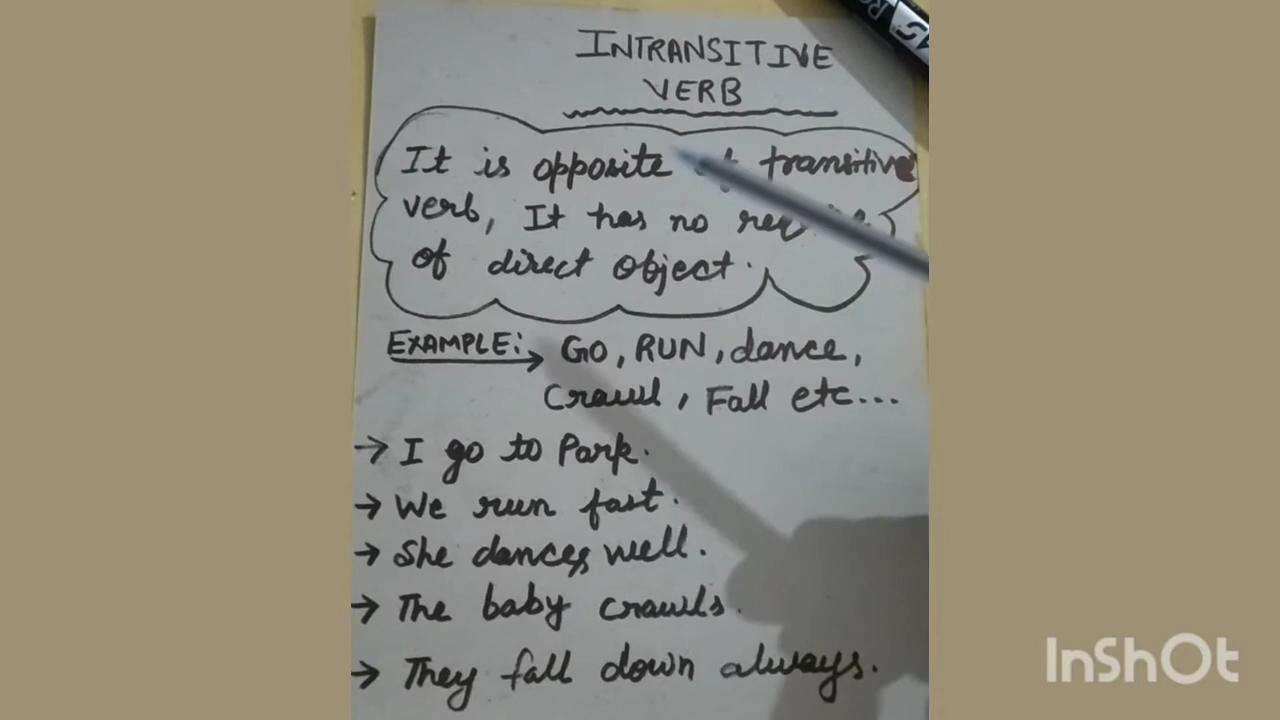 INTRANSITIVE
VERB
It is opposite of transitive
verb, It has no
of direct object.
EXAMPLE: → GO, RUN, dance,
Crawl, Fall etc...
→ I go to Park.
→ We run fast.
→ She dances well.
→ The baby crawls.
→ They fall down always.
InShOt